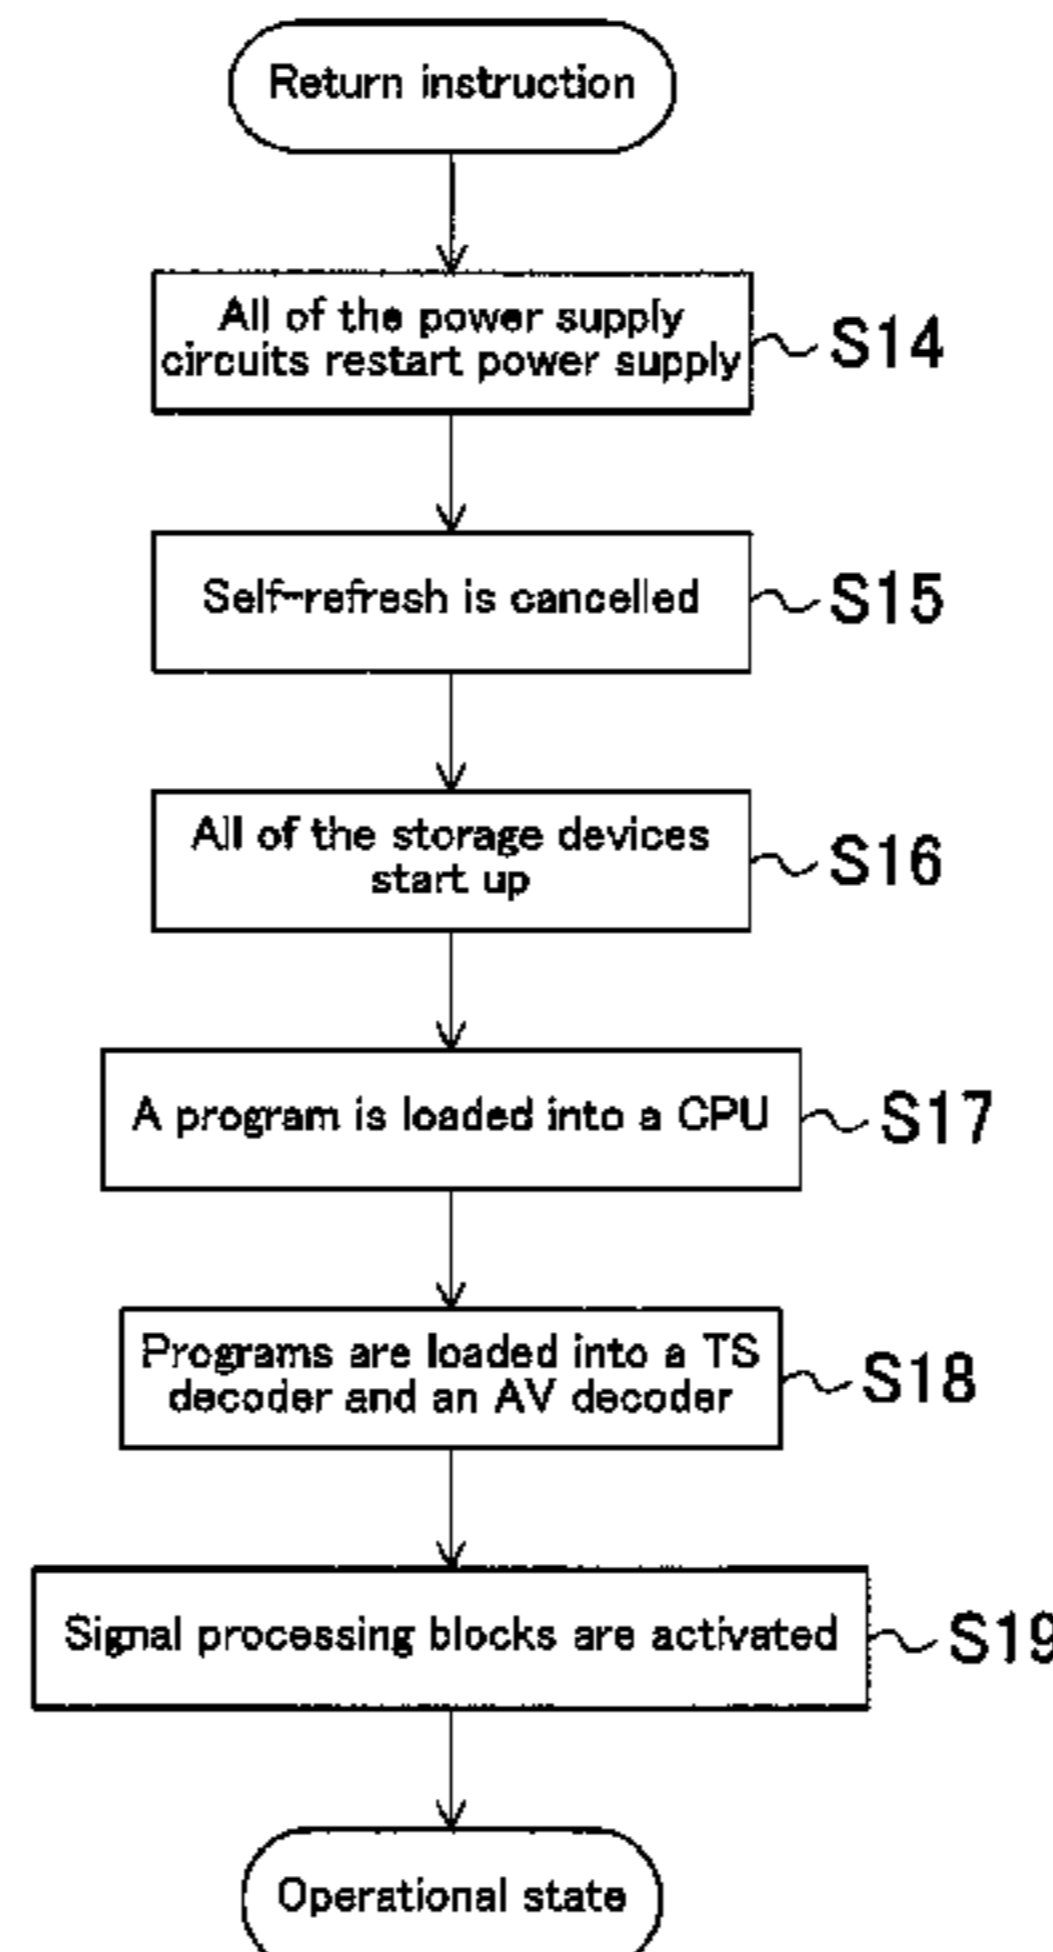 Return instruction
All of the power supply
circuits restart power supply
S14
Self-refresh is cancelled
S15
All of the storage devices
start up
S16
A program is loaded into a CPU
S17
Programs are loaded into a TS
decoder and an AV decoder
S18
Signal processing blocks are activated
S19
Operational state